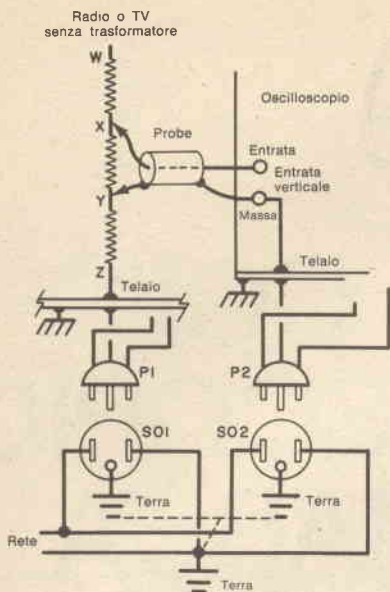 Radio o TV
senza trasformatore
W
Oscilloscopio
X
Probe
Entrata
Entrata
verticale
Y
Massa
Z
Telaio
Telaio
P1
P2
SO1
SO2
Terra
Terra
Rete
Terra